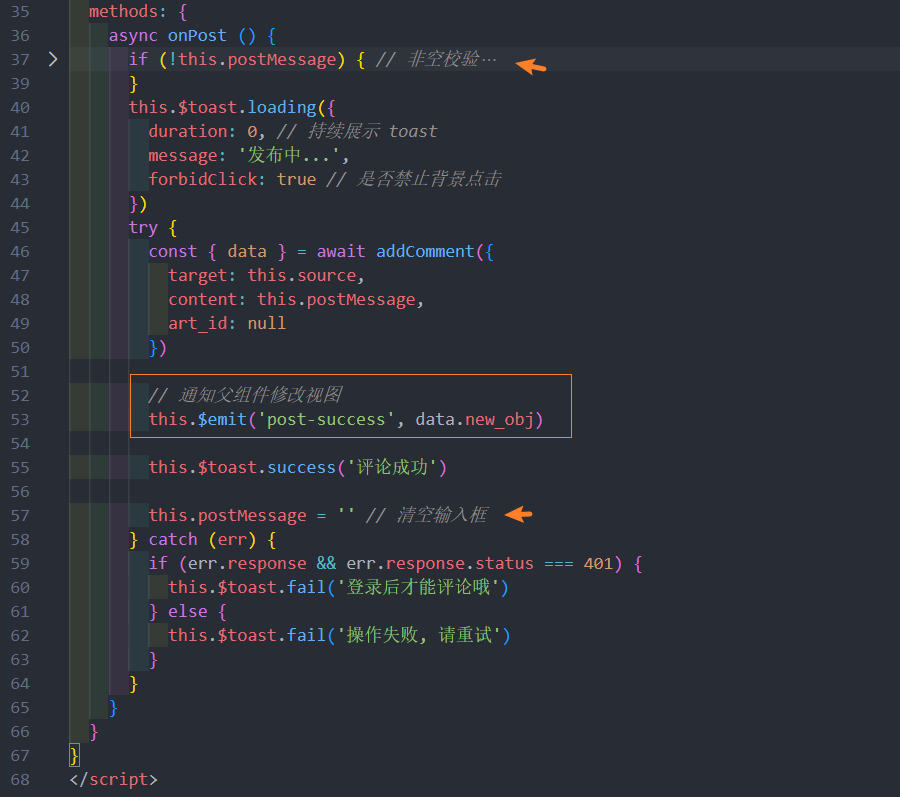 35 methods: {
36 async onPost () {
37 if (!this.postMessage) { // 非空校验…
39 }
40 this.$toast.loading({
41 duration: 0, // 持续展示 toast
42 message: '发布中...',
43 forbidClick: true // 是否禁止背景点击
44 })
45 try {
46 const { data } = await addComment({
47 target: this.source,
48 content: this.postMessage,
49 art_id: null
50 })
51
52 // 通知父组件修改视图
53 this.$emit('post-success', data.new_obj)
54
55 this.$toast.success('评论成功')
56
57 this.postMessage = '' // 清空输入框
58 } catch (err) {
59 if (err.response && err.response.status === 401) {
60 this.$toast.fail('登录后才能评论哦')
61 } else {
62 this.$toast.fail('操作失败, 请重试')
63 }
64 }
65 }
66 }
67 }
68 </script>